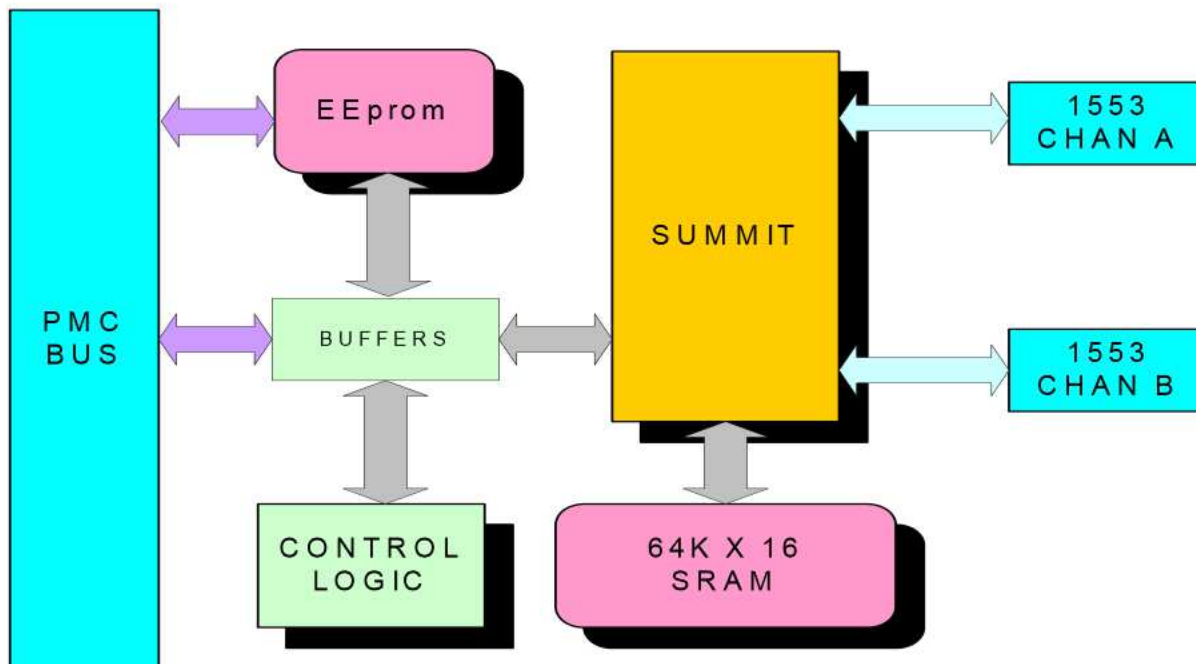 EEprom
1553
CHAN A
SUMMIT
PMC
BUS
BUFFERS
1553
CHAN B
CONTROL
LOGIC
64K X 16
SRAM